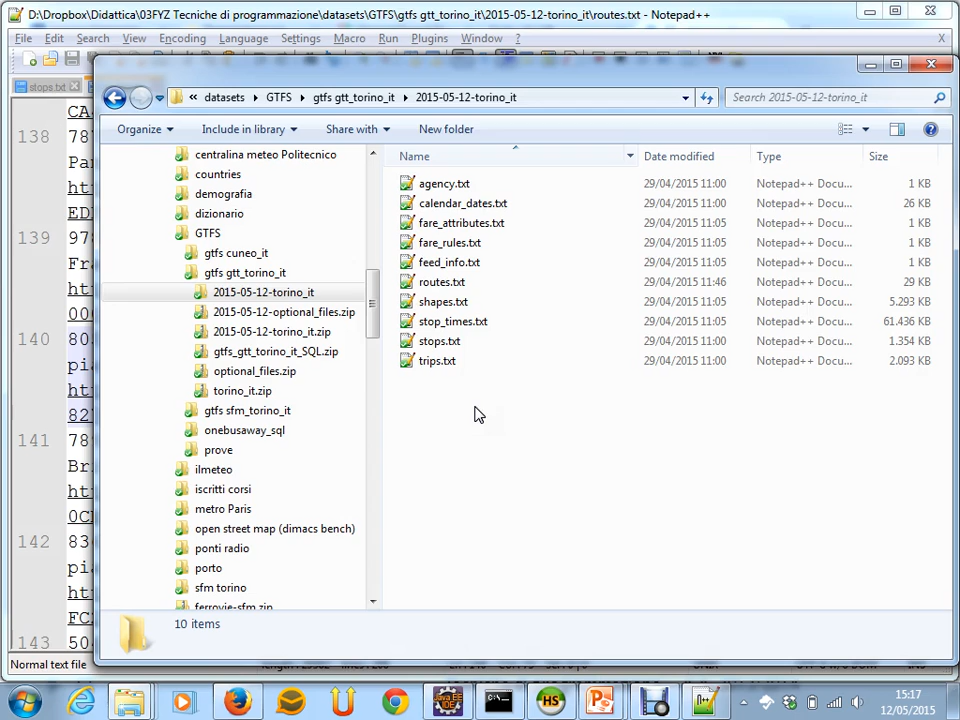 D:\Dropbox\Didattica\03FYZ Tecniche di programmazione\datasets\GTFS\gtfs gtt_torino_it\2015-05-12-torino_it\routes.txt - Notepad++
File Edit Search View Encoding Language Settings Macro Run Plugins Window ? X
stops.txt
« datasets GTFS gtfs gtt_torino_it 2015-05-12-torino_it Search 2015-05-12-torino_it
Organize Include in library Share with New folder
Name Date modified Type Size
centralina meteo Politecnico
countries
demografia
dizionario
GTFS
gtfs cuneo_it
gtfs gtt_torino_it
2015-05-12-torino_it
2015-05-12-optional_files.zip
2015-05-12-torino_it.zip
gtfs_gtt_torino_it_SQL.zip
optional_files.zip
torino_it.zip
gtfs sfm_torino_it
onebusaway_sql
prove
ilmeteo
iscritti corsi
metro Paris
open street map (dimacs bench)
ponti radio
porto
sfm torino
ferrovie-sfm.zip
agency.txt 29/04/2015 11:00 Notepad++ Docu... 1 KB
calendar_dates.txt 29/04/2015 11:00 Notepad++ Docu... 26 KB
fare_attributes.txt 29/04/2015 11:05 Notepad++ Docu... 1 KB
fare_rules.txt 29/04/2015 11:05 Notepad++ Docu... 1 KB
feed_info.txt 29/04/2015 11:05 Notepad++ Docu... 1 KB
routes.txt 29/04/2015 11:46 Notepad++ Docu... 29 KB
shapes.txt 29/04/2015 11:05 Notepad++ Docu... 5.293 KB
stop_times.txt 29/04/2015 11:05 Notepad++ Docu... 61.436 KB
stops.txt 29/04/2015 11:00 Notepad++ Docu... 1.354 KB
trips.txt 29/04/2015 11:00 Notepad++ Docu... 2.093 KB
138
139
140
141
142
143
10 items
Normal text file
15:17
12/05/2015